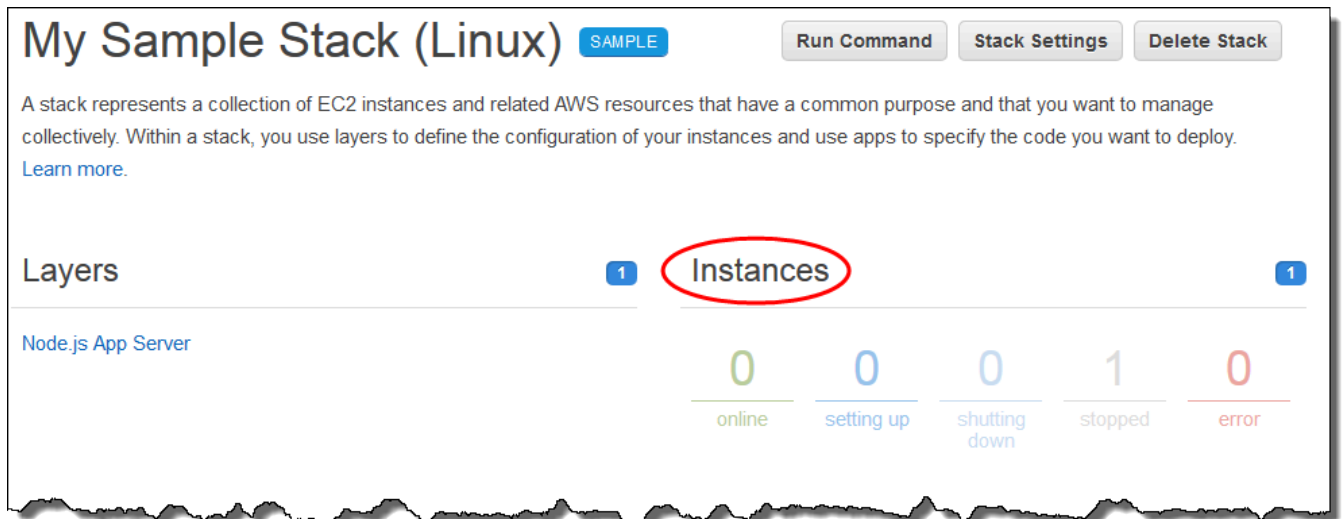 My Sample Stack (Linux) SAMPLE Run Command Stack Settings Delete Stack
A stack represents a collection of EC2 instances and related AWS resources that have a common purpose and that you want to manage
collectively. Within a stack, you use layers to define the configuration of your instances and use apps to specify the code you want to deploy.
Learn more.
Layers 1
Node.js App Server
Instances 1
0 0 0 1 0
online setting up shutting down stopped error